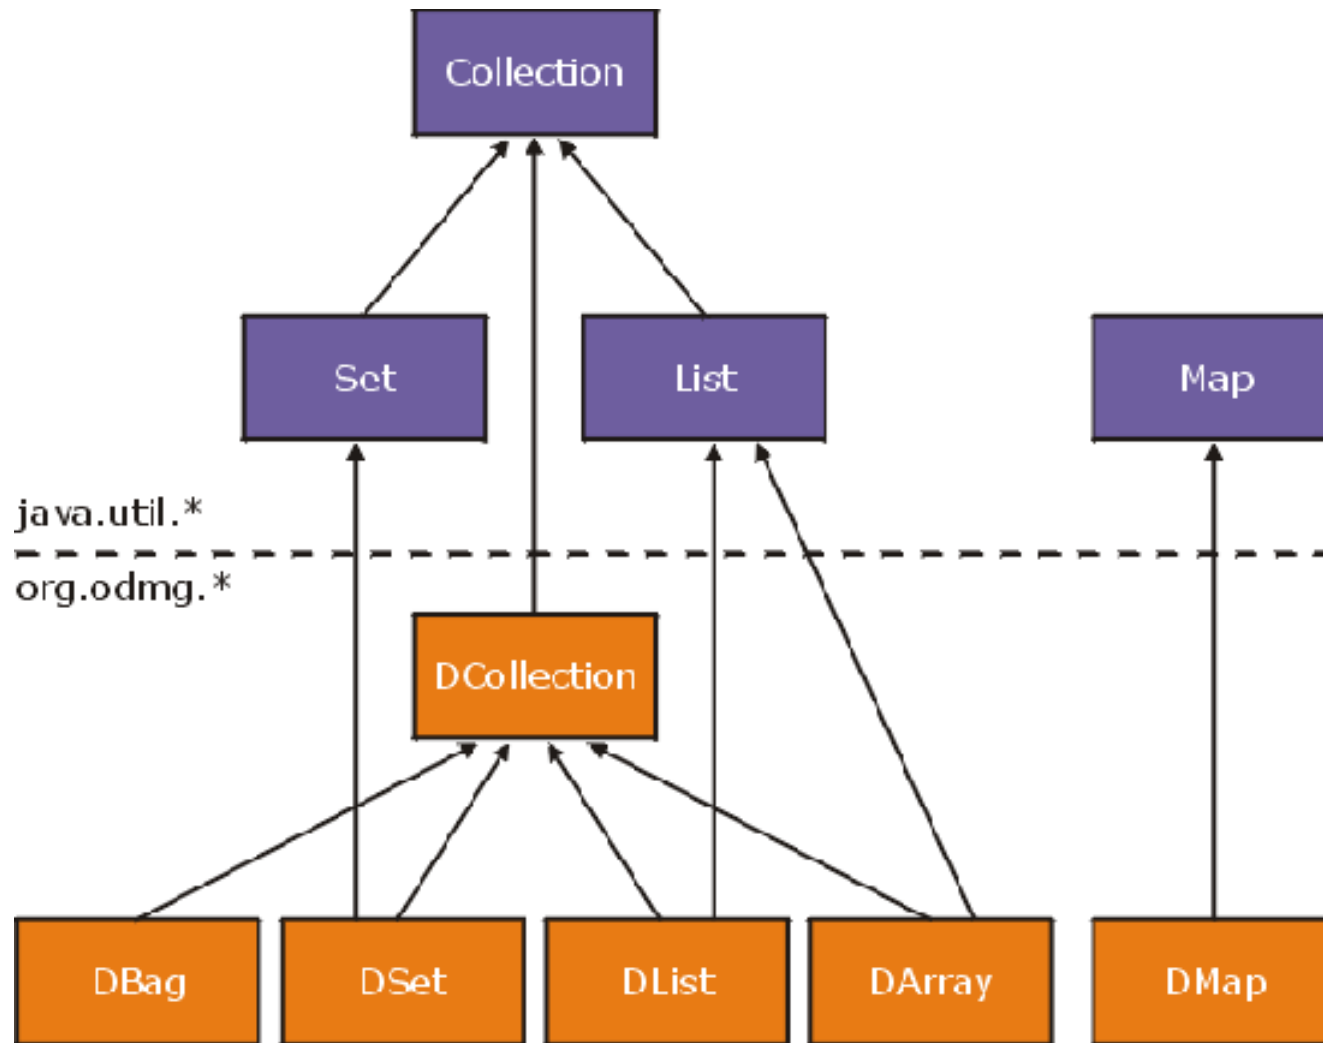 Collection
Set
List
Map
java.util.*
org.odmg.*
DCollection
DBag
DSet
DList
DArray
DMap